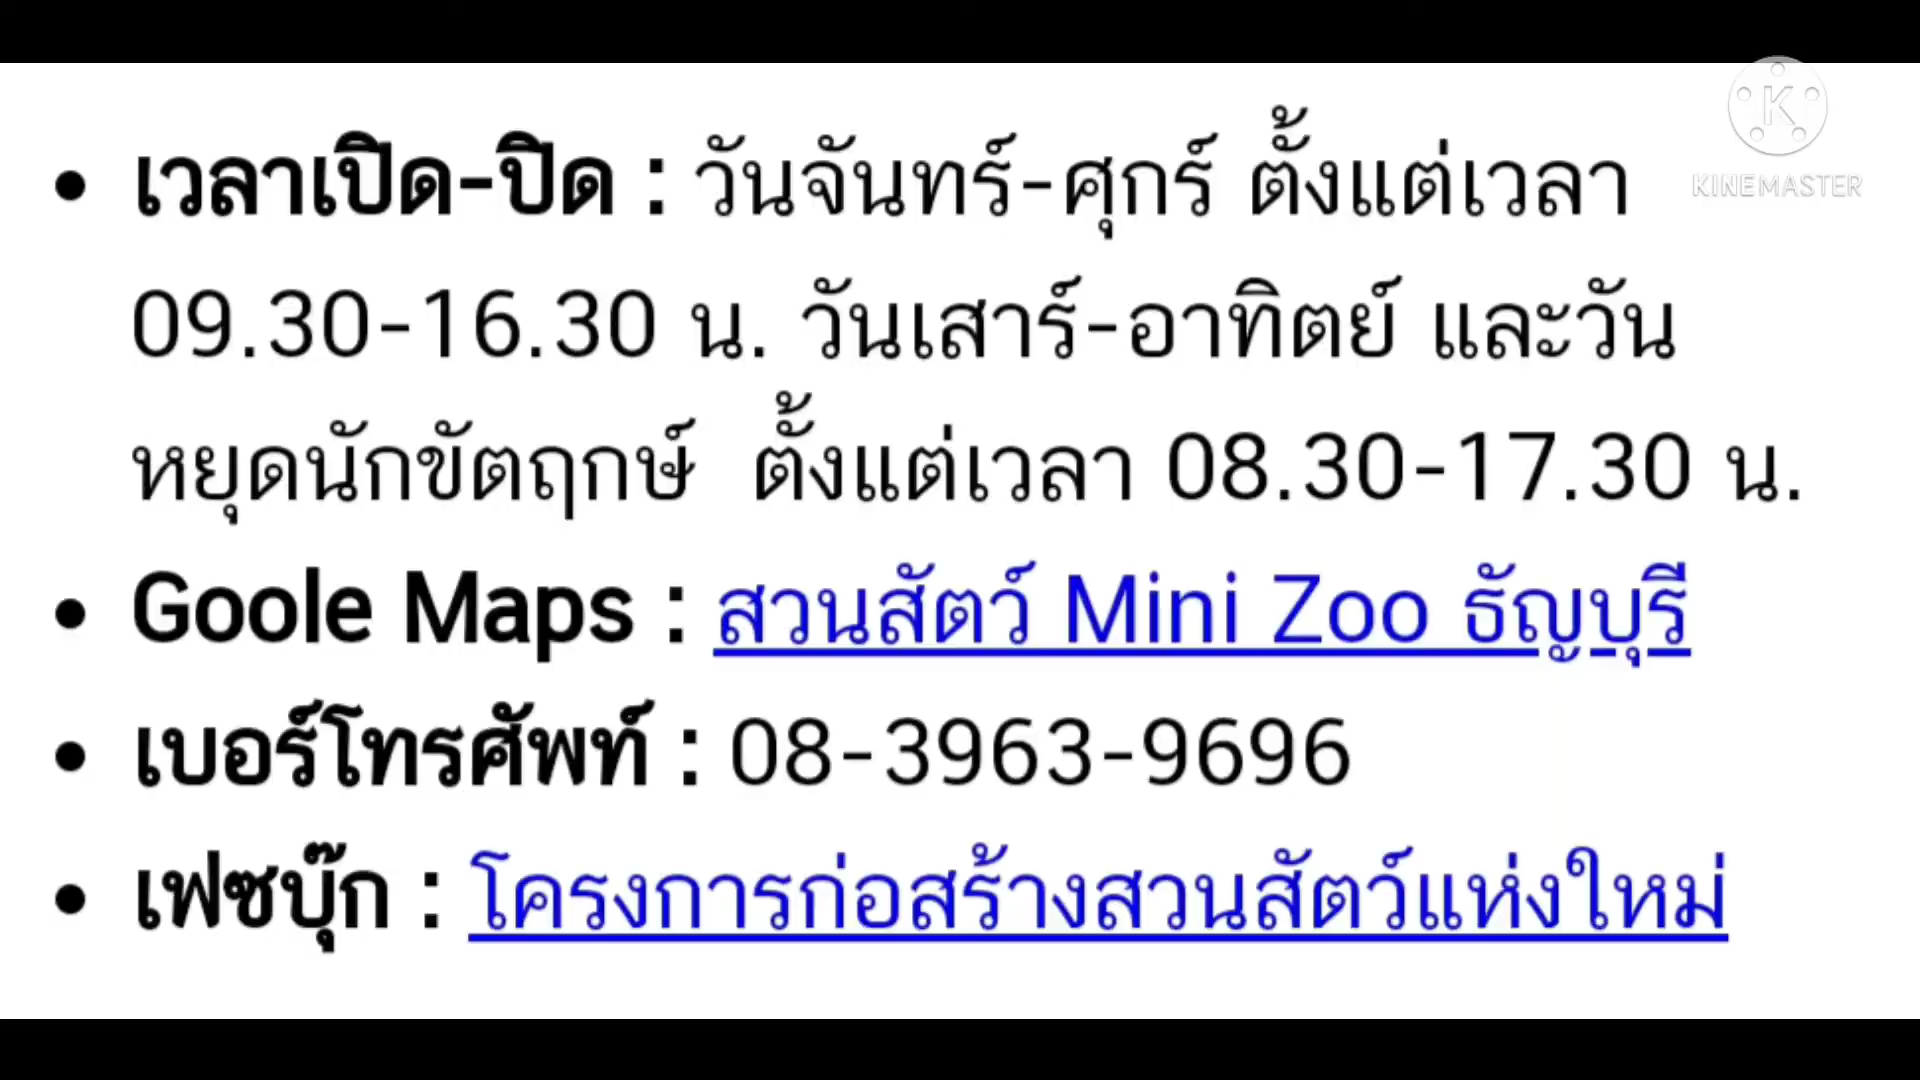 • เวลาเปิด-ปิด : วันจันทร์-ศุกร์ ตั้งแต่เวลา
09.30-16.30 น. วันเสาร์-อาทิตย์ และวัน
หยุดนักขัตฤกษ์ ตั้งแต่เวลา 08.30-17.30 น.
• Goole Maps : สวนสัตว์ Mini Zoo ธัญบุรี
• เบอร์โทรศัพท์ : 08-3963-9696
• เฟซบุ๊ก : โครงการก่อสร้างสวนสัตว์แห่งใหม่
K
KINEMASTER